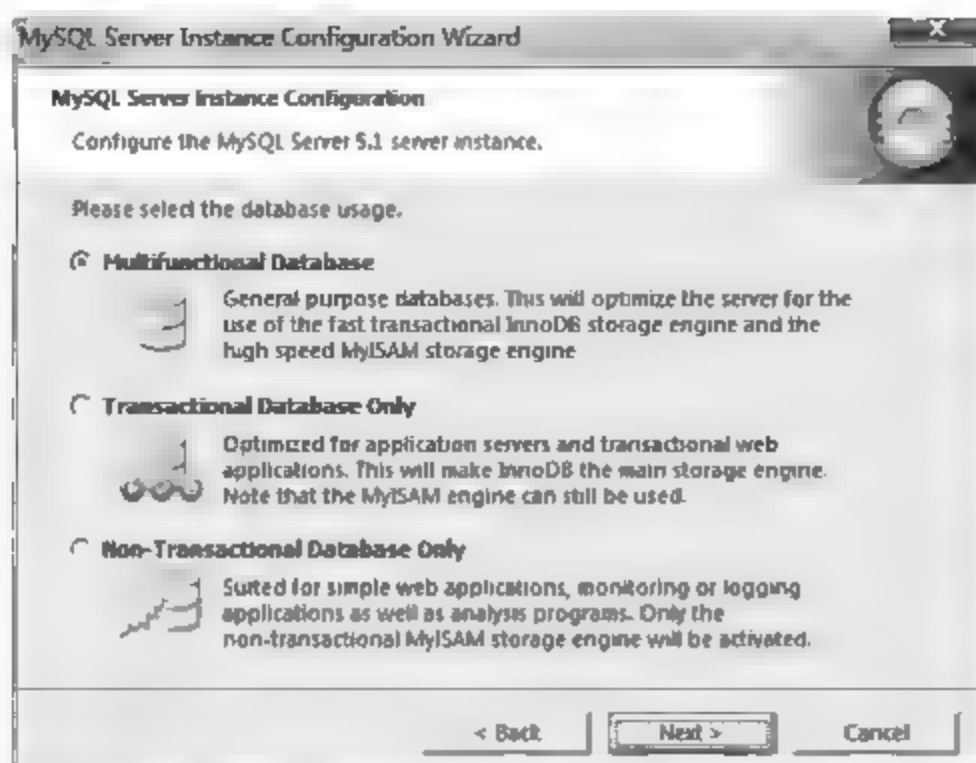 MySQL Server Instance Configuration Wizard
X
MySQL Server Instance Configuration
Configure the MySQL Server 5.1 server instance.
Please select the database usage.
Multifunctional Database
General purpose databases. This will optimize the server for the
use of the fast transactional InnoDB storage engine and the
high speed MyISAM storage engine
Transactional Database Only
Optimized for application servers and transactional web
applications. This will make InnoDB the main storage engine.
Note that the MyISAM engine can still be used.
Non-Transactional Database Only
Suited for simple web applications, monitoring or logging
applications as well as analysis programs. Only the
non-transactional MyISAM storage engine will be activated.
< Back
Next >
Cancel